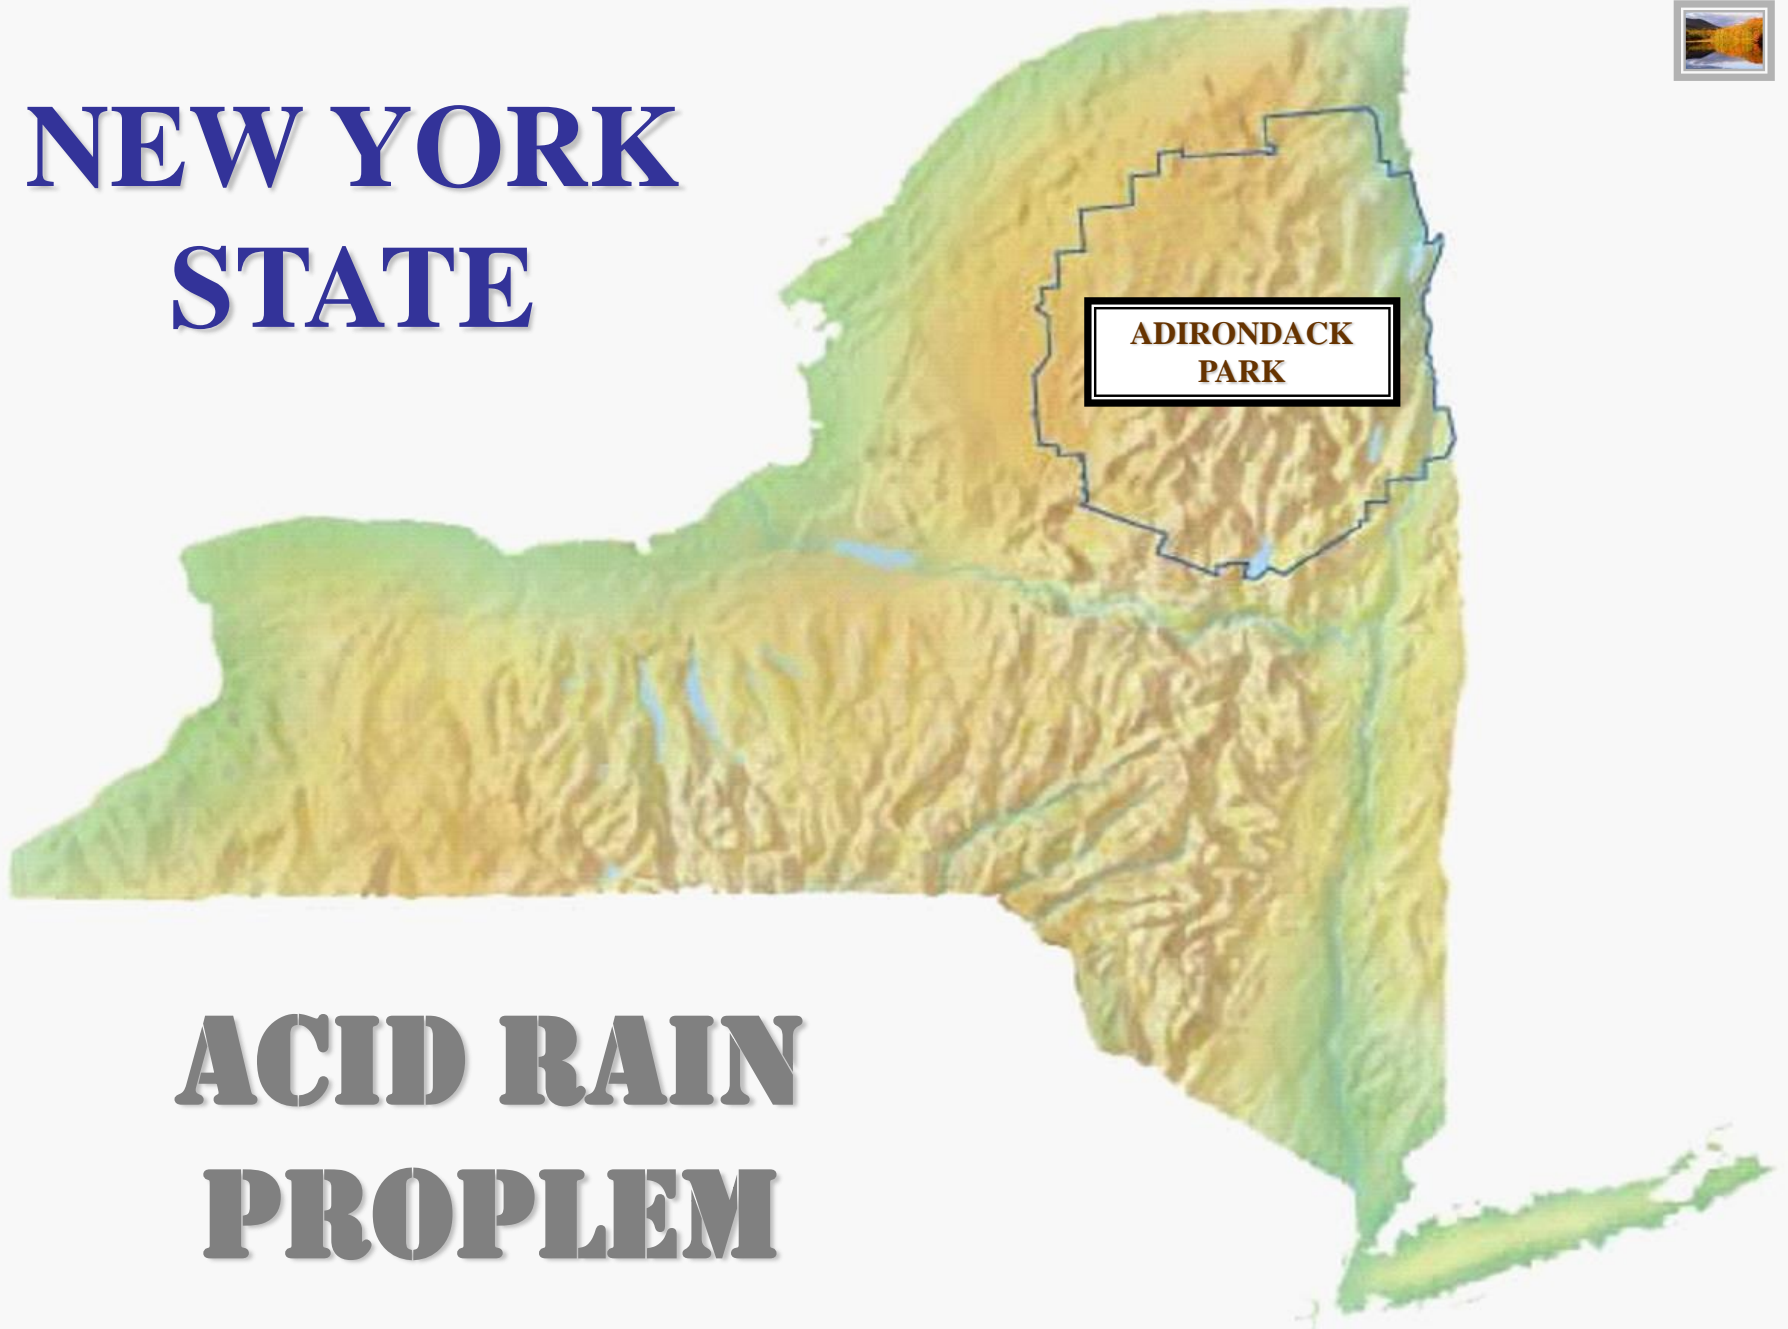 NEW YORK
STATE
ADIRONDACK
PARK
ACID RAIN
PROPLEM